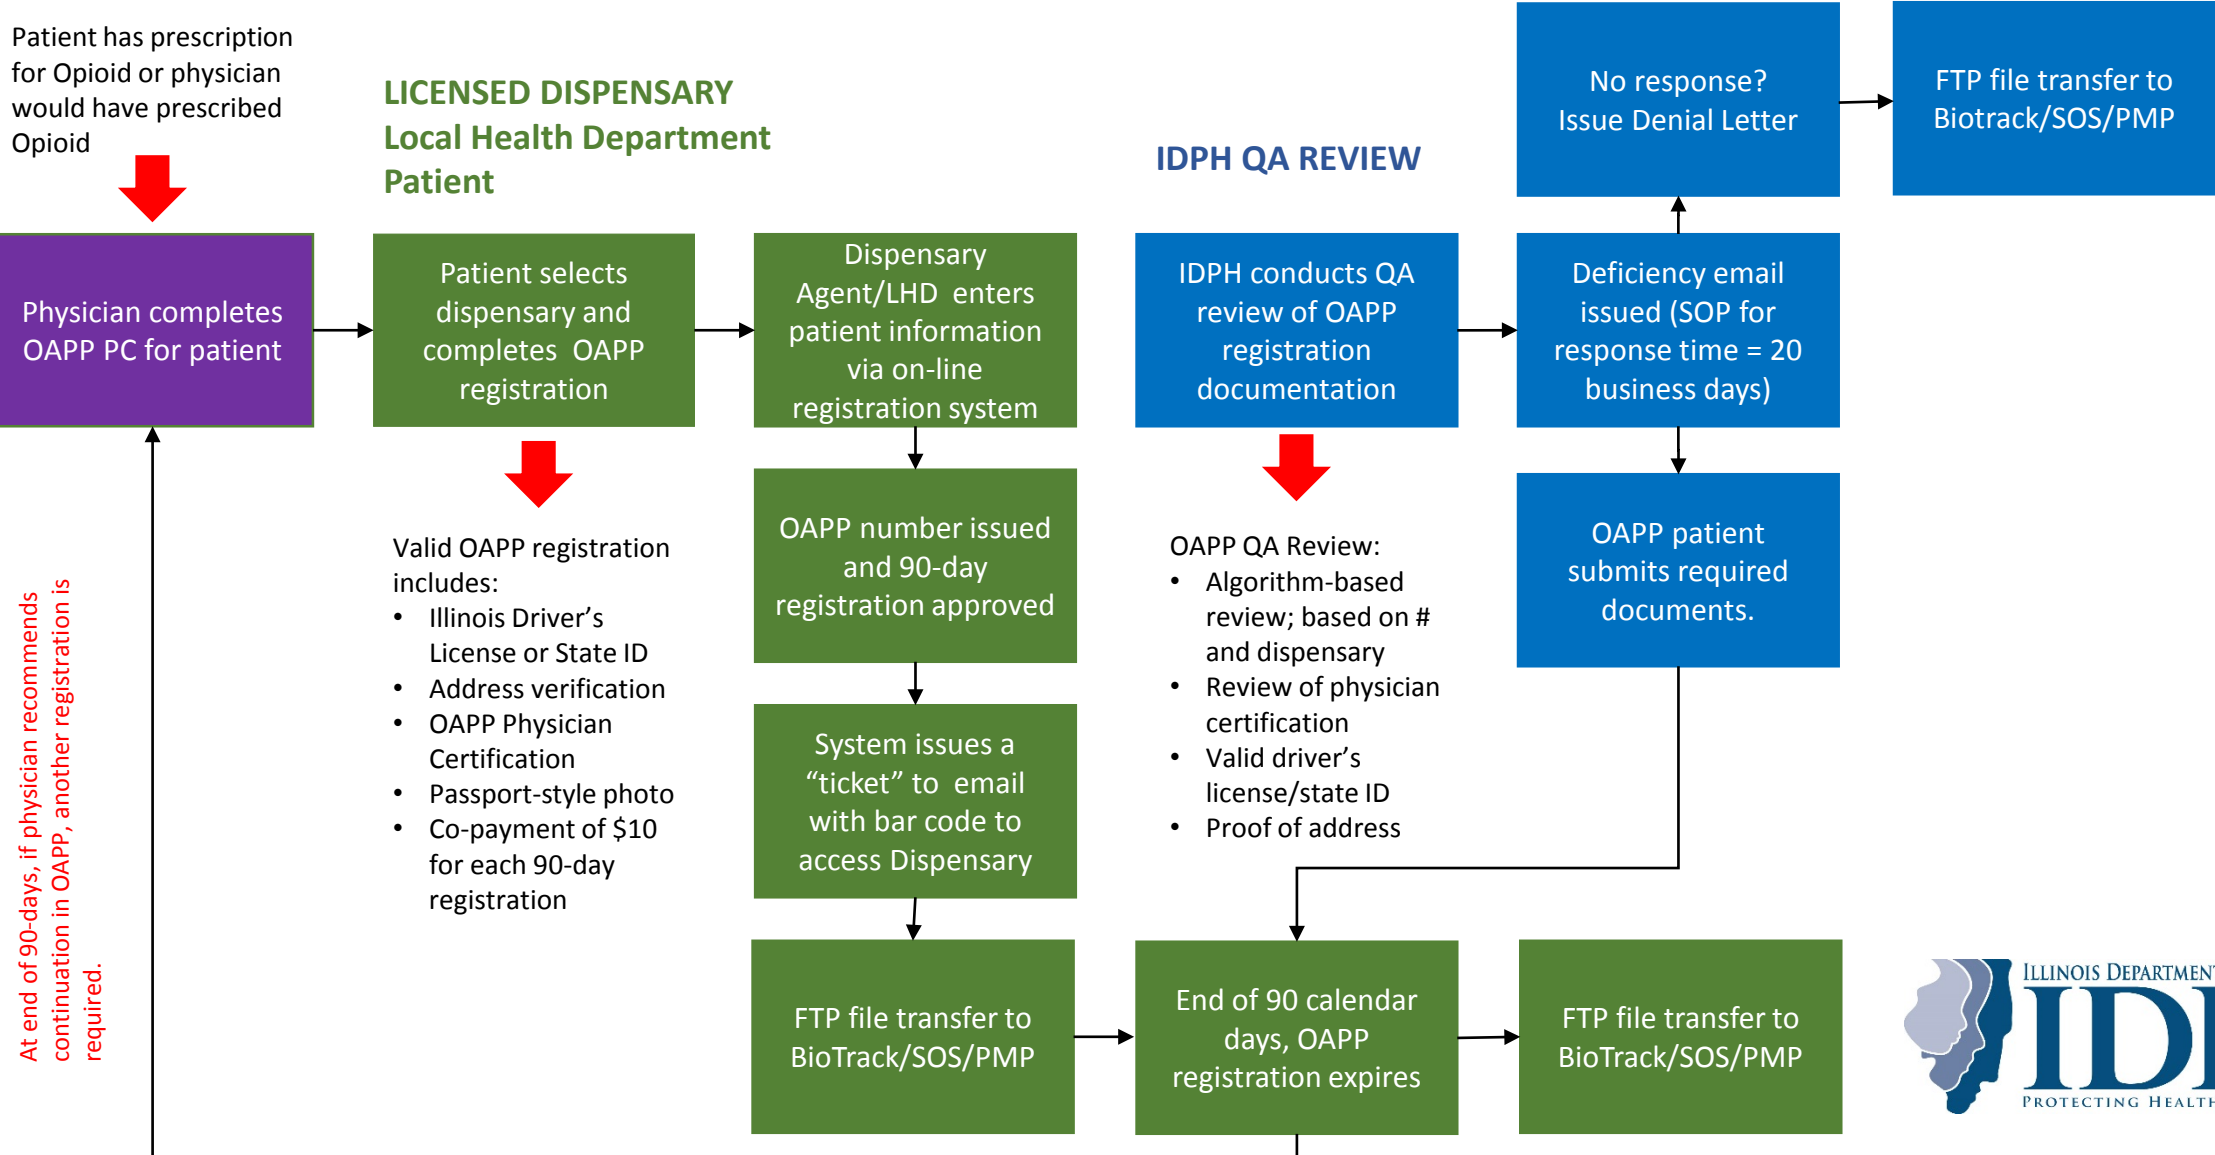 Patient has prescription
for Opioid or physician
would have prescribed
Opioid
LICENSED DISPENSARY
Local Health Department
Patient
IDPH QA REVIEW
No response?
Issue Denial Letter
FTP file transfer to
Biotrack/SOS/PMP
Physician completes
OAPP PC for patient
Patient selects
dispensary and
completes OAPP
registration
Dispensary
Agent/LHD enters
patient information
via on-line
registration system
IDPH conducts QA
review of OAPP
registration
documentation
Deficiency email
issued (SOP for
response time = 20
business days)
Valid OAPP registration
includes:
• Illinois Driver's
License or State ID
• Address verification
• OAPP Physician
Certification
• Passport-style photo
• Co-payment of $10
for each 90-day
registration
OAPP number issued
and 90-day
registration approved
OAPP QA Review:
• Algorithm-based
review; based on #
and dispensary
• Review of physician
certification
• Valid driver's
license/state ID
• Proof of address
OAPP patient
submits required
documents.
System issues a
“ticket” to email
with bar code to
access Dispensary
At end of 90-days, if physician recommends
continuation in OAPP, another registration is
required.
FTP file transfer to
BioTrack/SOS/PMP
End of 90 calendar
days, OAPP
registration expires
FTP file transfer to
BioTrack/SOS/PMP
ILLINOIS DEPARTMENT
ID
PROTECTING HEALTH